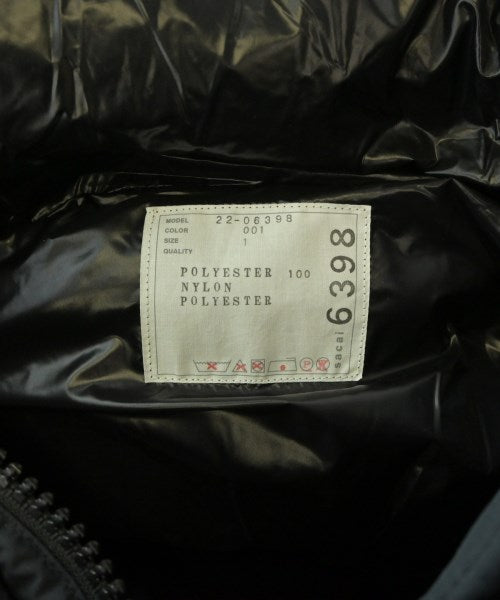 MODEL 22-06398
COLOR 001
SIZE 1
QUALITY
POLYESTER 100
NYLON
POLYESTER
sacai 6398
P